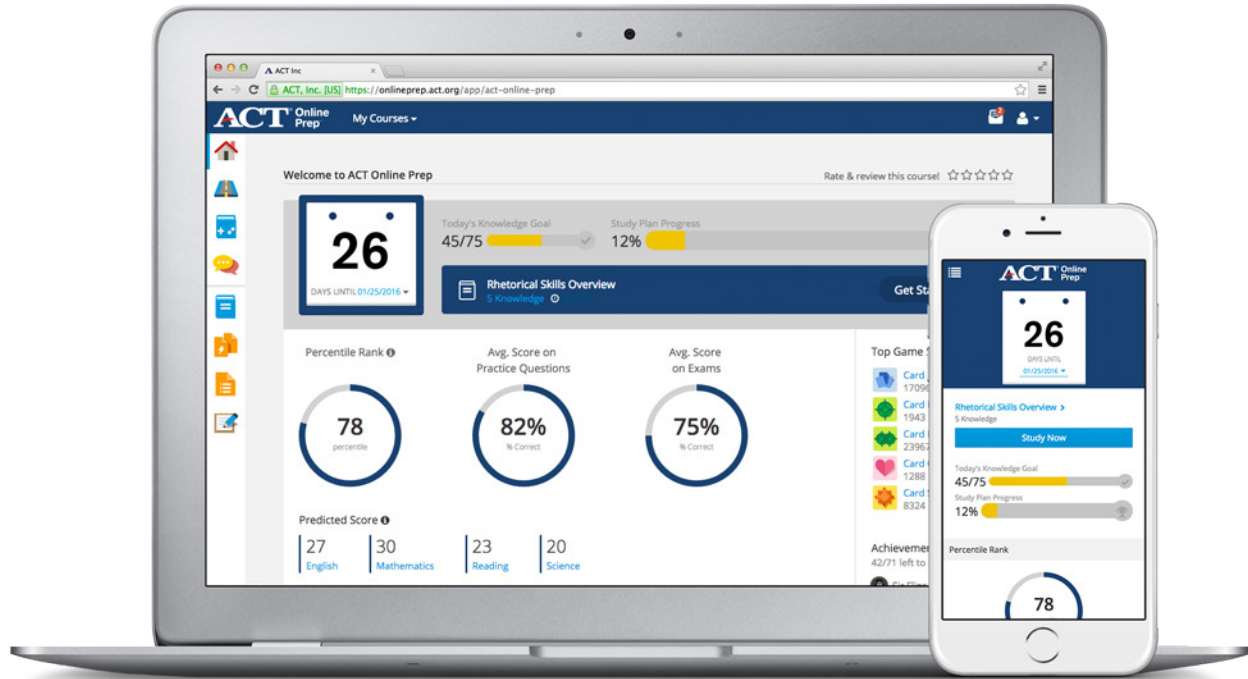 ACT Inc
ACT, Inc. [US] https://onlineprep.act.org/app/act-online-prep
ACT Online Prep
My Courses
2
Welcome to ACT Online Prep
Rate & review this course!
26
DAYS UNTIL 01/25/2016
Today's Knowledge Goal
45/75
Study Plan Progress
12%
Rhetorical Skills Overview
5 Knowledge
Get
Percentile Rank
78
percentile
Avg. Score on
Practice Questions
82%
% Correct
Avg. Score
on Exams
75%
% Correct
Predicted Score
27
English
30
Mathematics
23
Reading
20
Science
Top Game
Card
17096
Card
1943
Card
23967
Card
1288
Card
8324
42/71 left to
ACT Online Prep
26
DAYS UNTIL
01/25/2016
Rhetorical Skills Overview >
5 Knowledge
Study Now
Today's Knowledge Goal
45/75
Study Plan Progress
12%
Percentile Rank
78